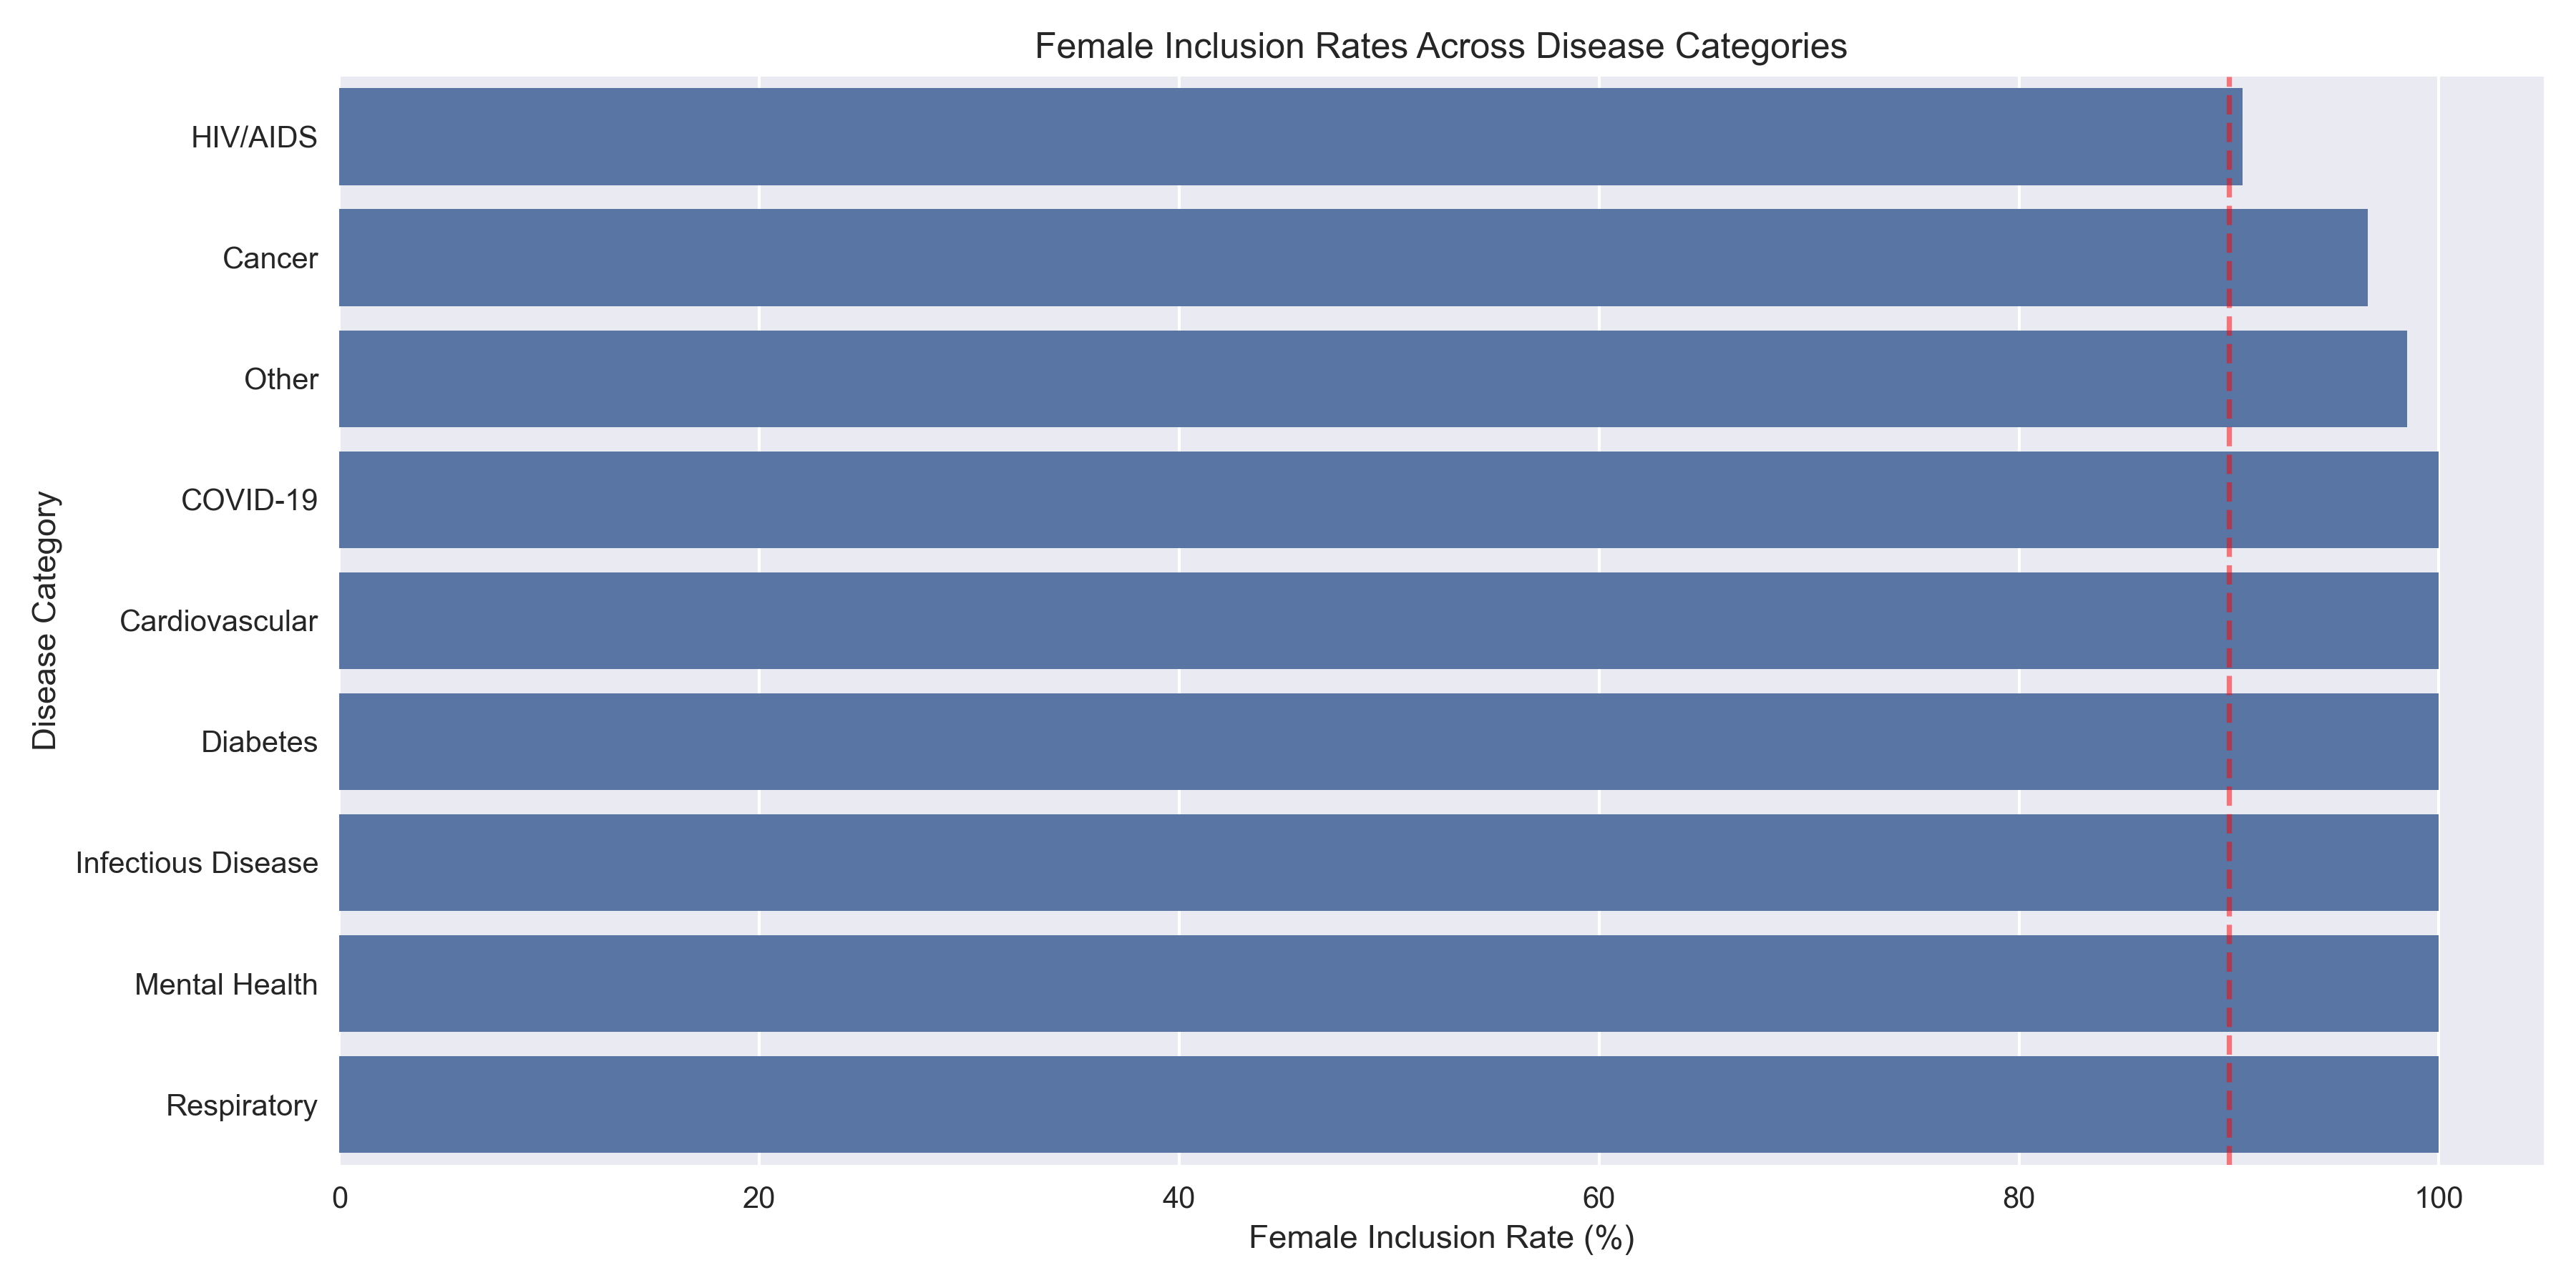 Female Inclusion Rates Across Disease Categories
Disease Category
HIV/AIDS
Cancer
Other
COVID-19
Cardiovascular
Diabetes
Infectious Disease
Mental Health
Respiratory
0 20 40 60 80 100
Female Inclusion Rate (%)